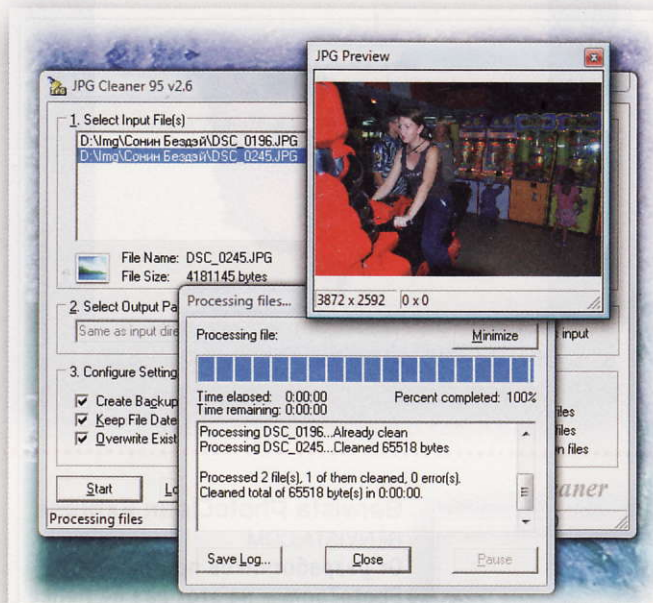 JPG Preview
JPG Cleaner 95 v2.6
1. Select Input File(s)
D:\Img\Сонин Бездэй\DSC_0196.JPG
D:\Img\Сонин Бездэй\DSC_0245.JPG
File Name: DSC_0245.JPG
File Size: 4181145 bytes
3872 x 2592 0 x 0
2. Select Output Pa
Same as input dire
s input
Processing files...
Processing file:
Minimize
Time elapsed: 0:00:00
Percent completed: 100%
Time remaining: 0:00:00
Processing DSC_0196...Already clean
Processing DSC_0245...Cleaned 65518 bytes
Processed 2 file(s), 1 of them cleaned, 0 error(s).
Cleaned total of 65518 byte(s) in 0:00:00.
Save Log...
Close
Pause
3. Configure Setting
Create Backup
Keep File Date
Overwrite Exist
iles
files
n files
Start
Lo
aner
Processing files